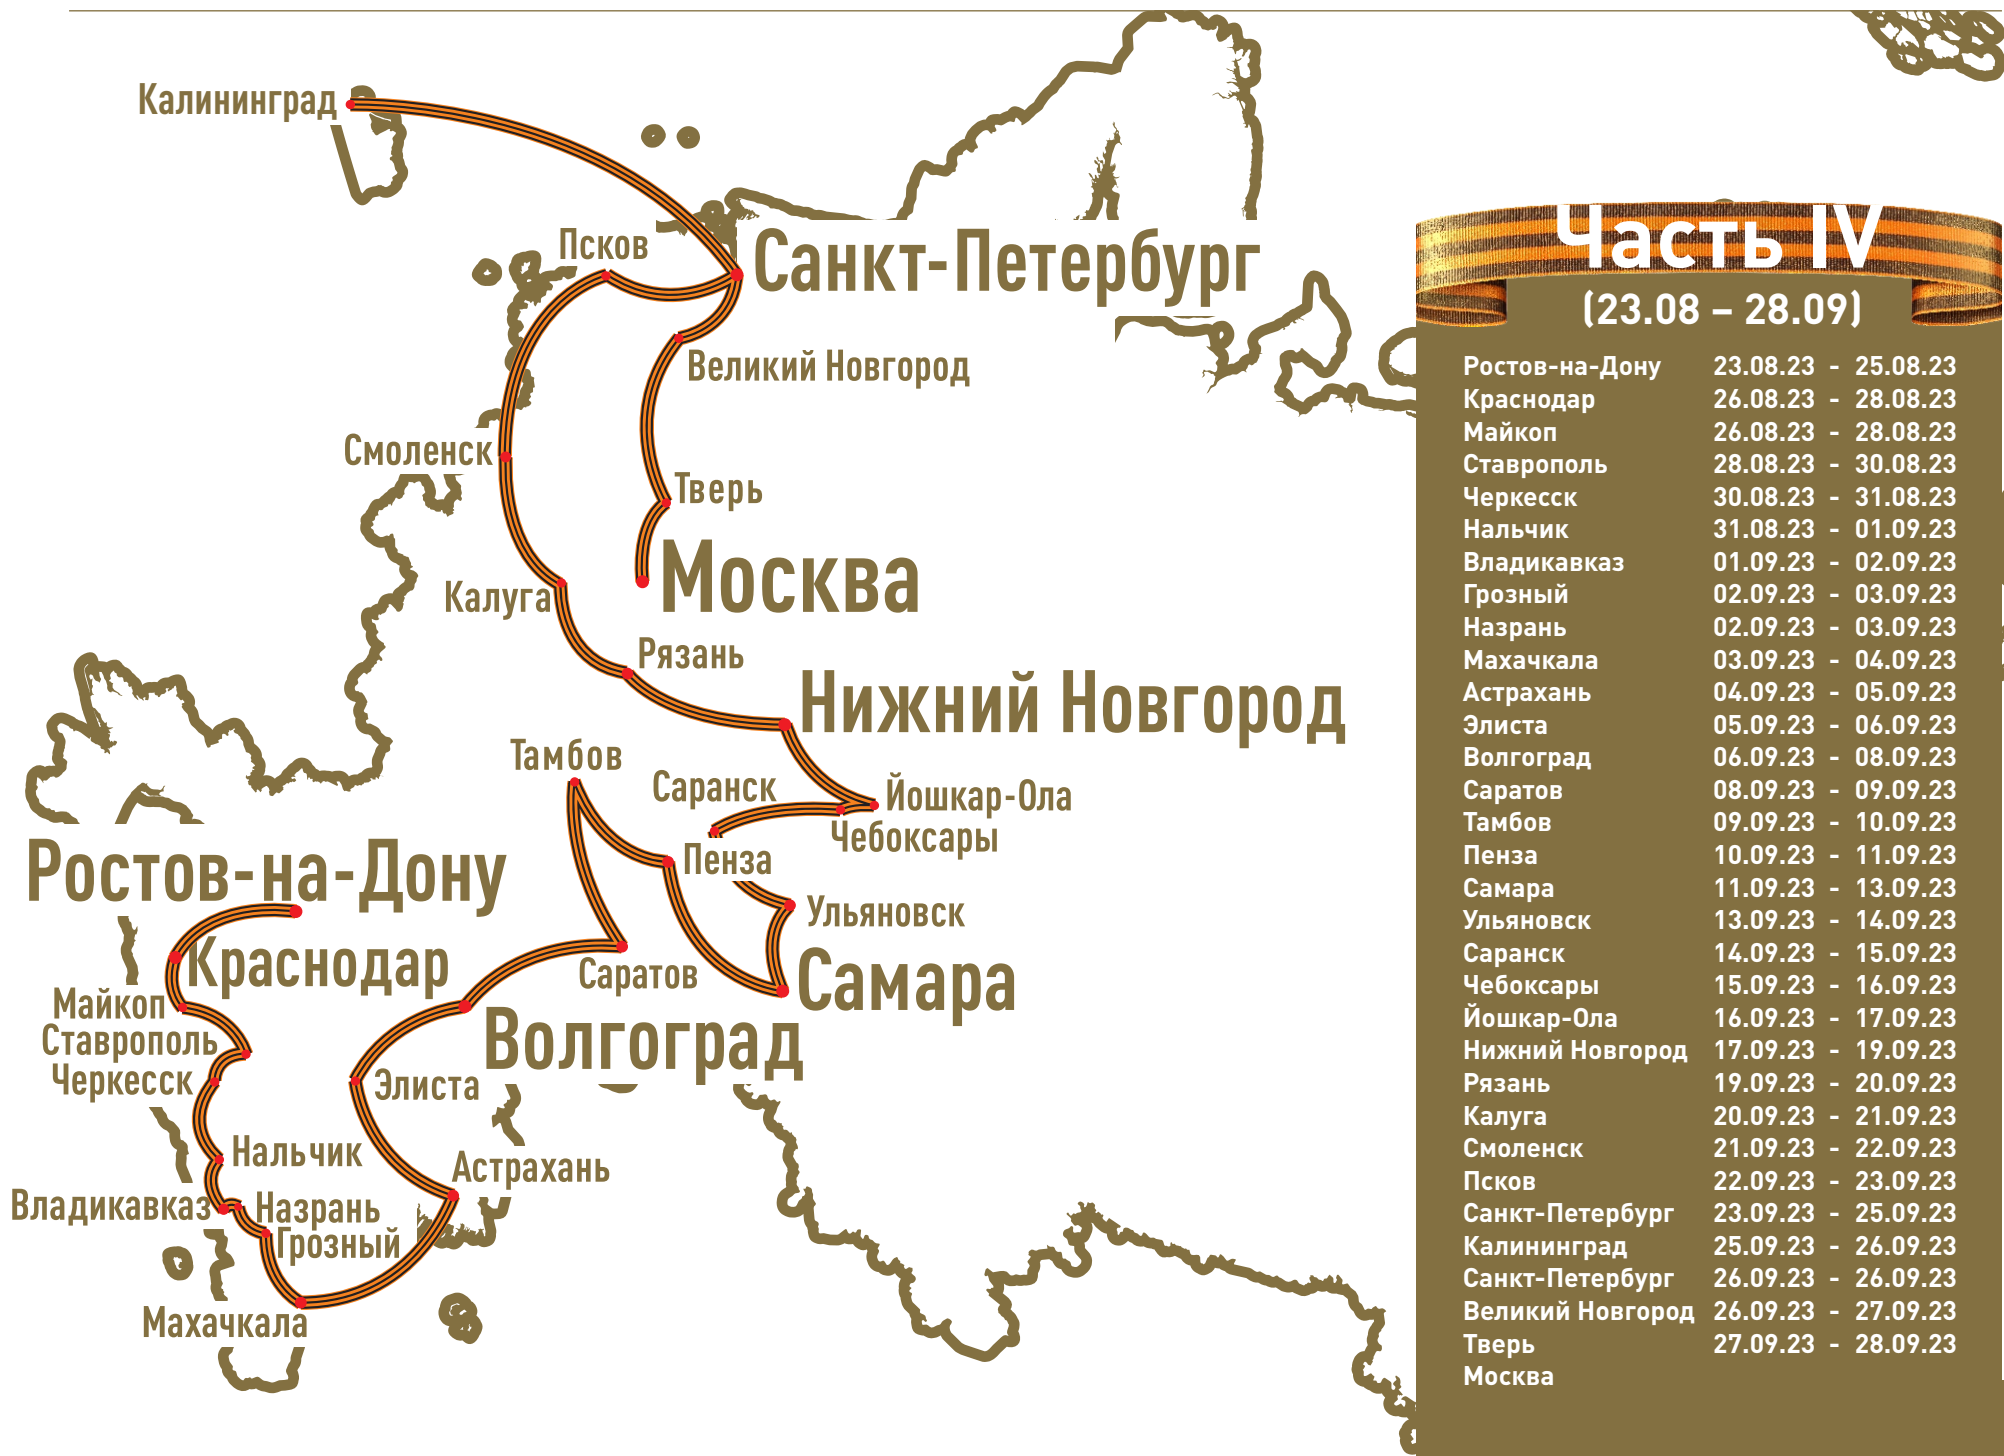 Калининград
Псков
Санкт-Петербург
Великий Новгород
Смоленск
Тверь
Москва
Калуга
Рязань
Нижний Новгород
Тамбов
Саранск
Йошкар-Ола
Чебоксары
Пенза
Ростов-на-Дону
Ульяновск
Краснодар
Саратов
Самара
Майкоп
Ставрополь
Волгоград
Черкесск
Элиста
Нальчик
Астрахань
Владикавказ
Назрань
Грозный
Махачкала
Часть IV
(23.08 – 28.09)
Ростов-на-Дону 23.08.23 - 25.08.23
Краснодар 26.08.23 - 28.08.23
Майкоп 26.08.23 - 28.08.23
Ставрополь 28.08.23 - 30.08.23
Черкесск 30.08.23 - 31.08.23
Нальчик 31.08.23 - 01.09.23
Владикавказ 01.09.23 - 02.09.23
Грозный 02.09.23 - 03.09.23
Назрань 02.09.23 - 03.09.23
Махачкала 03.09.23 - 04.09.23
Астрахань 04.09.23 - 05.09.23
Элиста 05.09.23 - 06.09.23
Волгоград 06.09.23 - 08.09.23
Саратов 08.09.23 - 09.09.23
Тамбов 09.09.23 - 10.09.23
Пенза 10.09.23 - 11.09.23
Самара 11.09.23 - 13.09.23
Ульяновск 13.09.23 - 14.09.23
Саранск 14.09.23 - 15.09.23
Чебоксары 15.09.23 - 16.09.23
Йошкар-Ола 16.09.23 - 17.09.23
Нижний Новгород 17.09.23 - 19.09.23
Рязань 19.09.23 - 20.09.23
Калуга 20.09.23 - 21.09.23
Смоленск 21.09.23 - 22.09.23
Псков 22.09.23 - 23.09.23
Санкт-Петербург 23.09.23 - 25.09.23
Калининград 25.09.23 - 26.09.23
Санкт-Петербург 26.09.23 - 26.09.23
Великий Новгород 26.09.23 - 27.09.23
Тверь 27.09.23 - 28.09.23
Москва